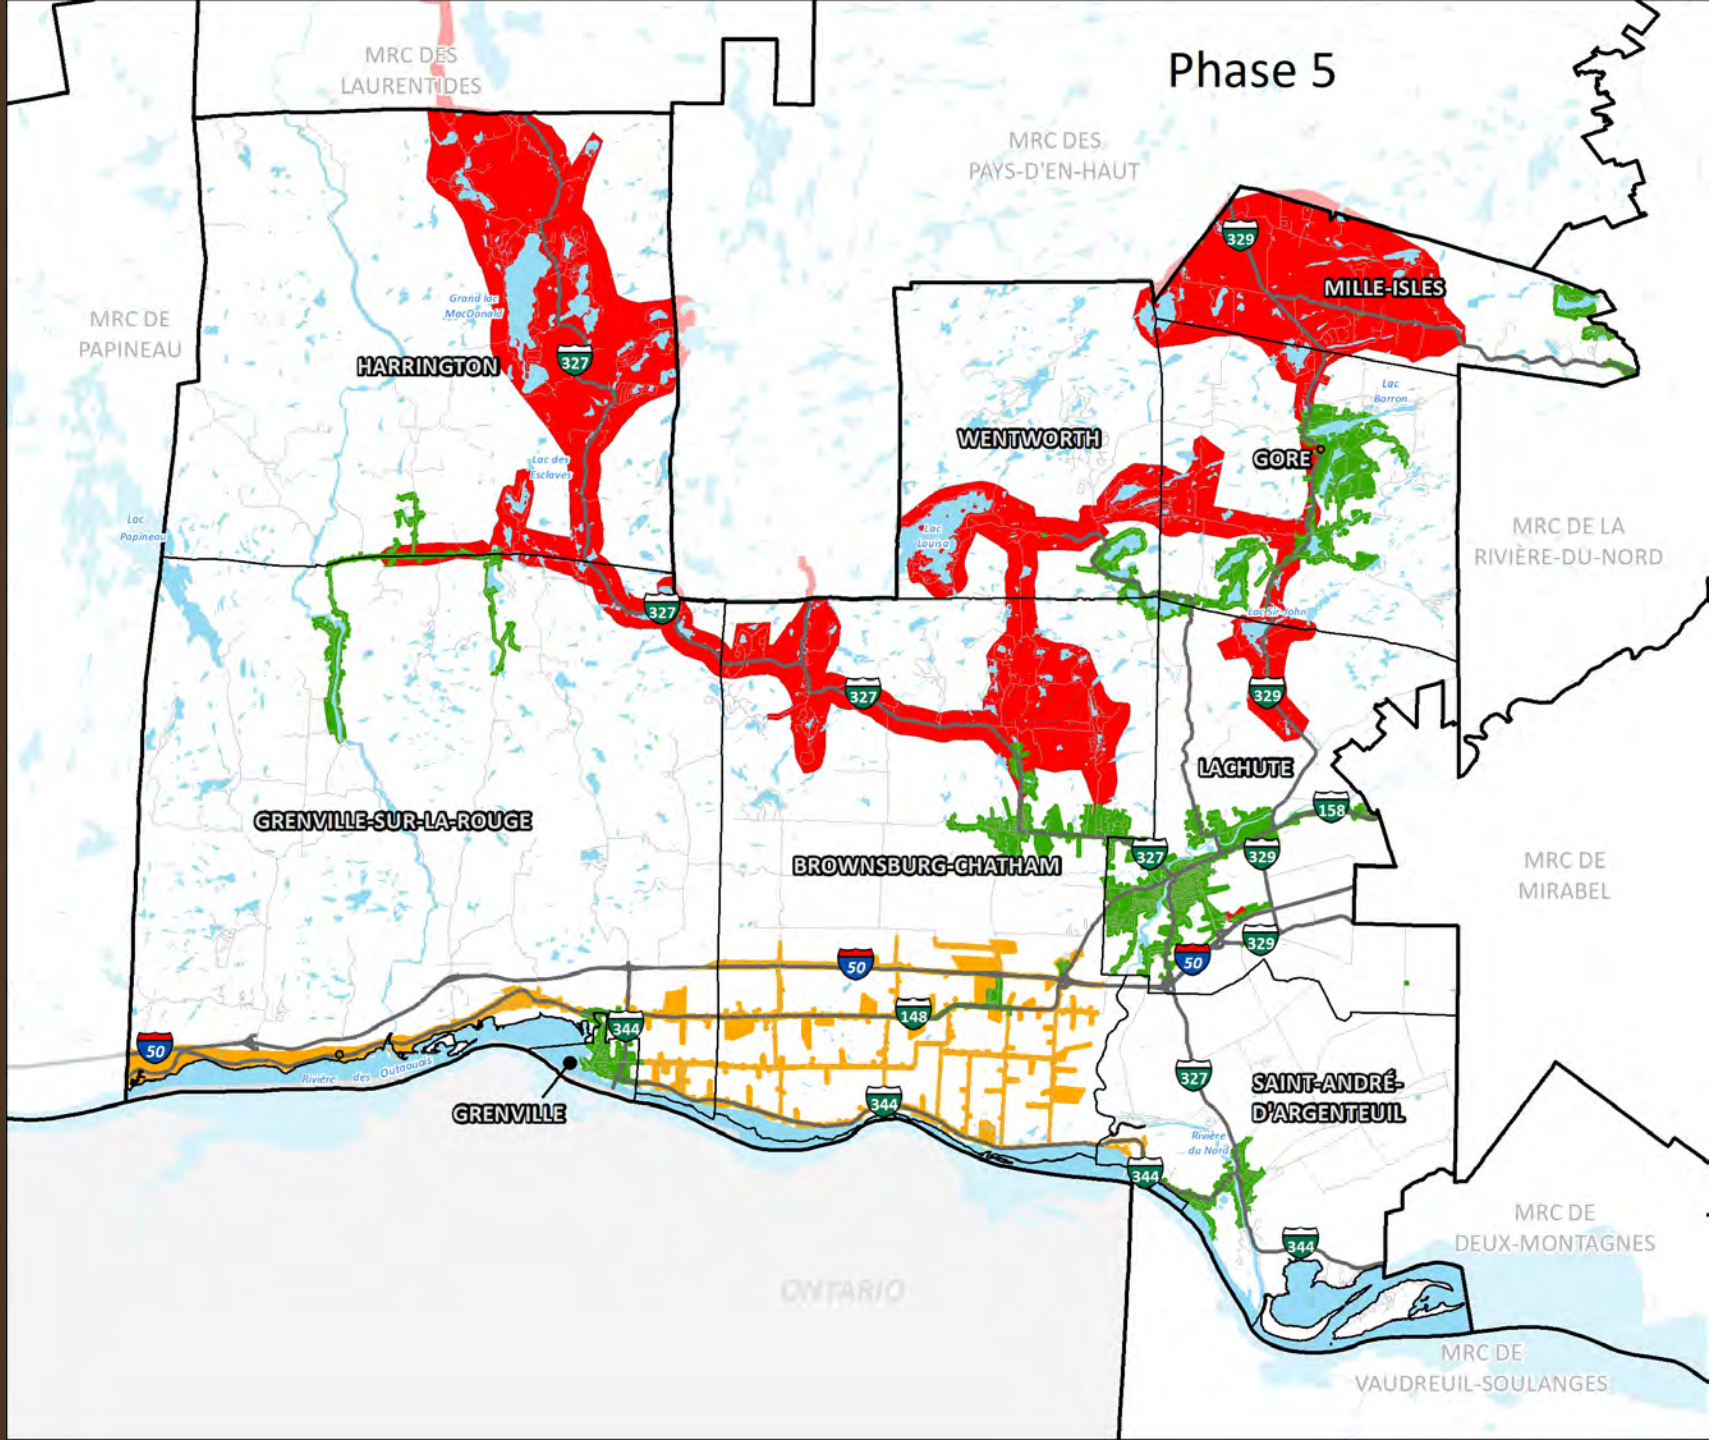 Phase 5
MRC DES
LAURENTIDES
MRC DES
PAYS-D'EN-HAUT
329
MILLE-ISLES
Grand lac
MacDonald
MRC DE
PAPINEAU
HARRINGTON
327
Lac
Barron
WENTWORTH
GORE
Lac des
Esclaves
Lac
Papineau
Lac
Louisa
MRC DE LA
RIVIÈRE-DU-NORD
327
Lac Sir-John
327
329
LACHUTE
158
GRENVILLE-SUR-LA-ROUGE
BROWNSBURG-CHATHAM
327
329
MRC DE
MIRABEL
329
50
50
148
344
50
Rivière des Outaouais
327
344
SAINT-ANDRÉ-
D'ARGENTEUIL
GRENVILLE
Rivière
du Nord
344
344
MRC DE
DEUX-MONTAGNES
ONTARIO
MRC DE
VAUDREUIL-SOULANGES